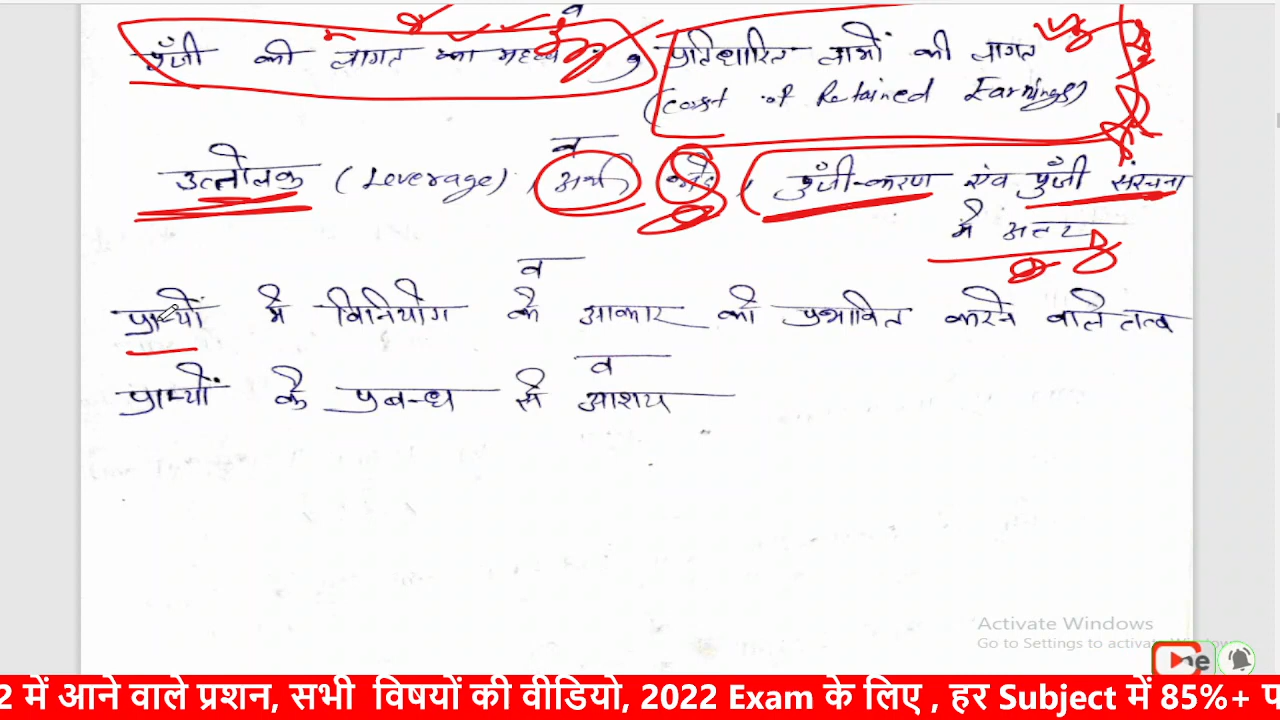 पूँजी की लागत का महत्व , प्रतिधारित लाभों की लागत
(cost of Retained Earnings)
व
उत्तोलक (Leverage), अर्थ , पुँजी-करण एंव पुँजी संरचना
मे अन्तर
व
प्राप्यों मे विनियोग के आकार को प्रभावित करने वाले तत्व
व
प्राप्यों के प्रबन्ध से आशय
Activate Windows
Go to Settings to activate Windows.
2 में आने वाले प्रशन, सभी विषयों की वीडियो, 2022 Exam के लिए , हर Subject में 85%+ प